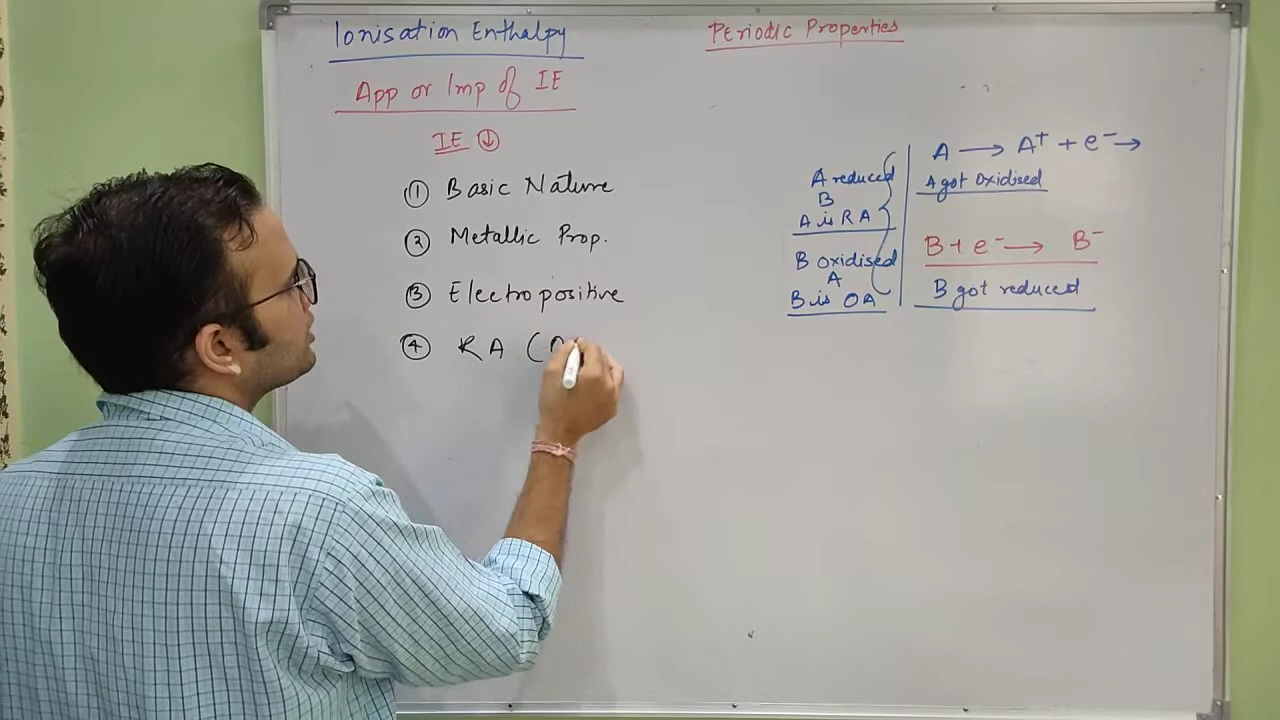 Ionisation Enthalpy
Periodic Properties
App or Imp of IE
IE ↓
① Basic Nature
② Metallic Prop.
③ Electropositive
④ RA (
A reduced
B
A is RA
B oxidised
A
B is OA
A → A⁺ + e⁻ →
A got Oxidised
B + e⁻ → B⁻
B got reduced